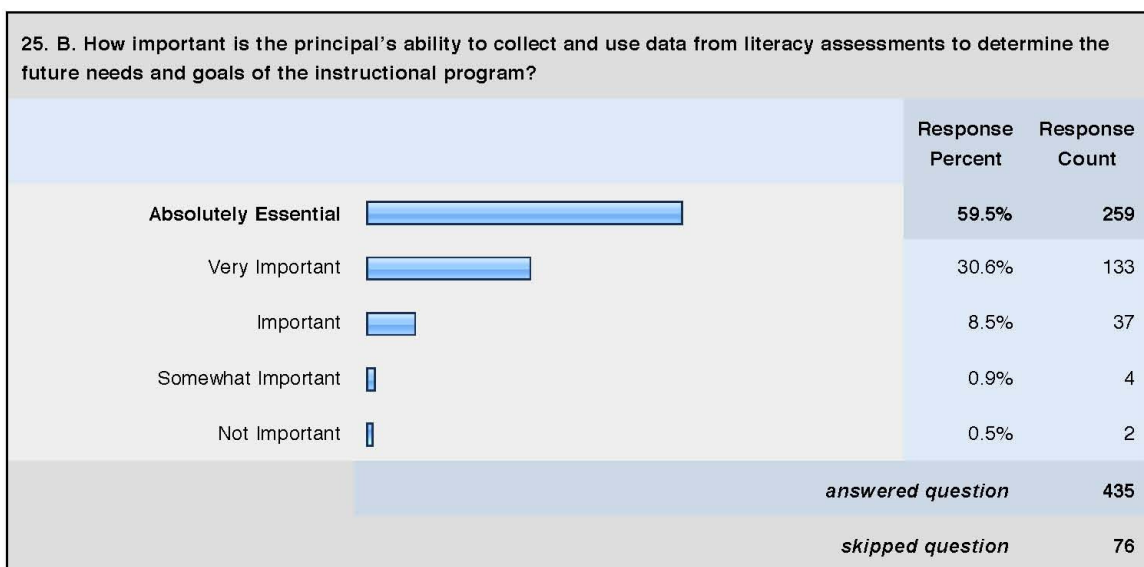 25. B. How important is the principal's ability to collect and use data from literacy assessments to determine the
future needs and goals of the instructional program?
Response Percent
Response Count
Absolutely Essential 59.5% 259
Very Important 30.6% 133
Important 8.5% 37
Somewhat Important 0.9% 4
Not Important 0.5% 2
answered question 435
skipped question 76